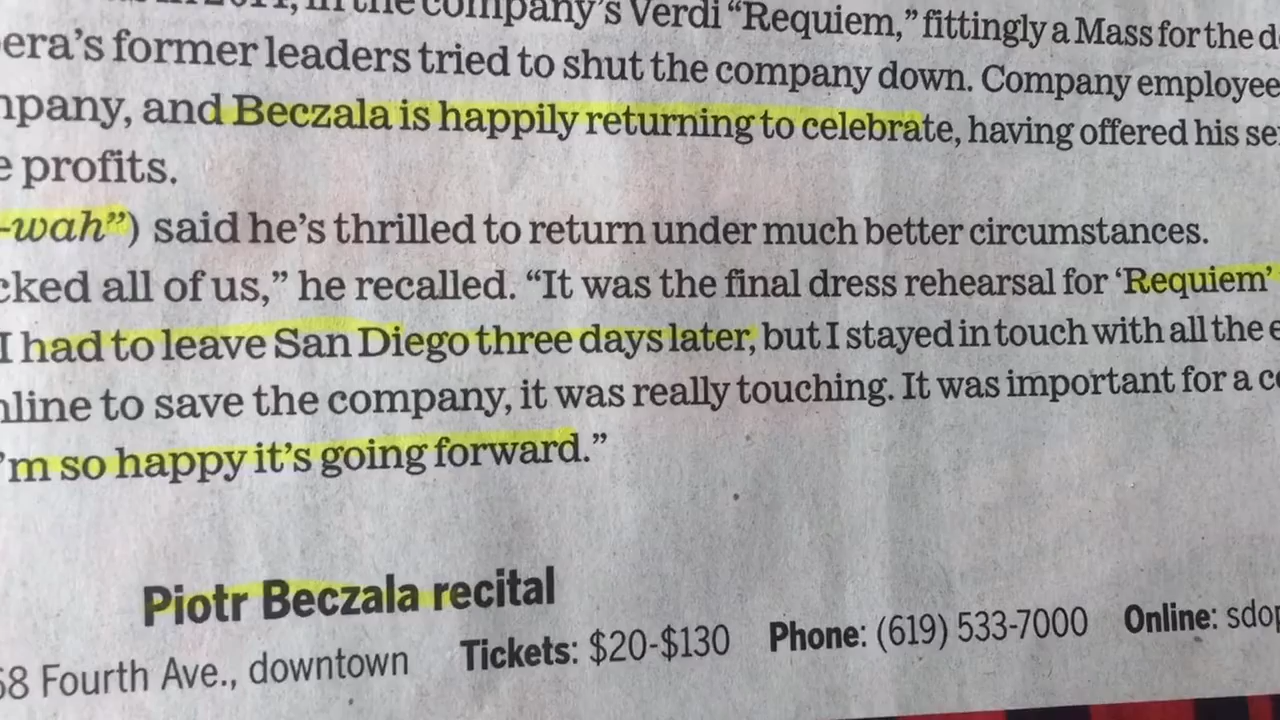 in the company's Verdi "Requiem," fittingly a Mass for the
era's former leaders tried to shut the company down. Company employee
mpany, and Beczala is happily returning to celebrate, having offered his
profits.
-wah") said he's thrilled to return under much better circumstances.
cked all of us," he recalled. "It was the final dress rehearsal for 'Requiem'
I had to leave San Diego three days later, but I stayed in touch with all the
nline to save the company, it was really touching. It was important for a
'm so happy it's going forward."
Piotr Beczala recital
Fourth Ave., downtown Tickets: $20-$130 Phone: (619) 533-7000 Online: sdop